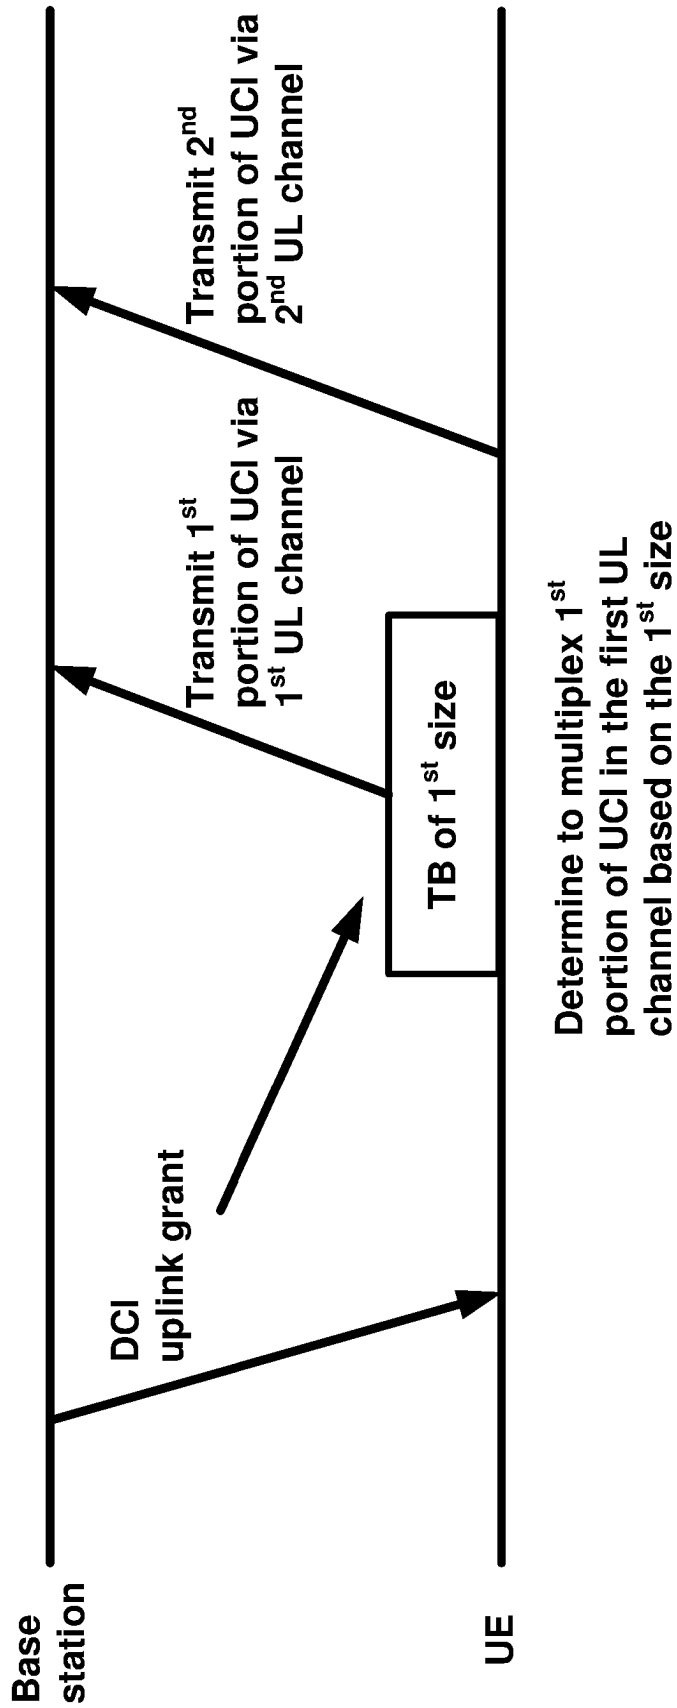 Base
station
UE
DCI
uplink grant
TB of 1st size
Transmit 1st
portion of UCI via
1st UL channel
Transmit 2nd
portion of UCI via
2nd UL channel
Determine to multiplex 1st
portion of UCI in the first UL
channel based on the 1st size